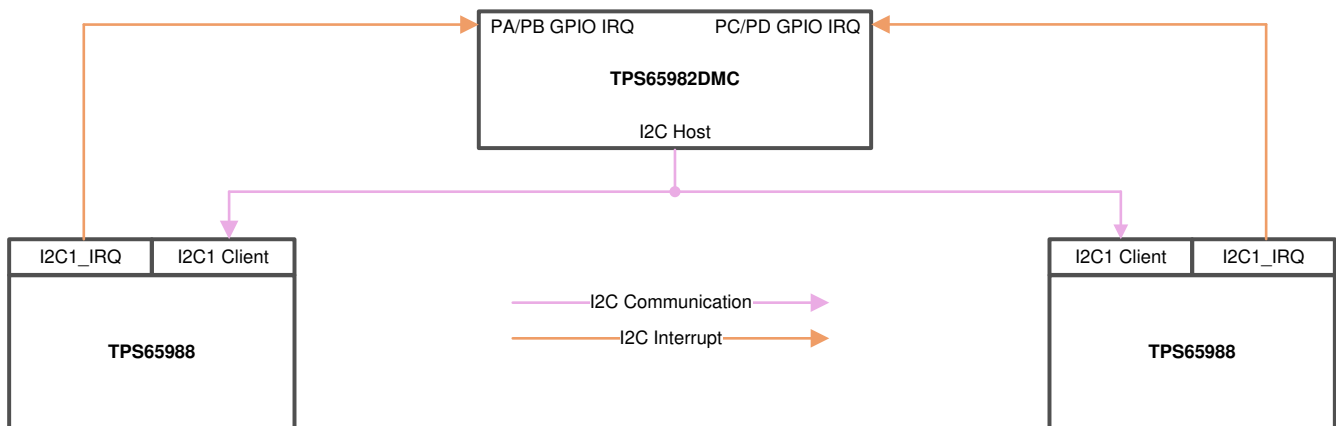 PA/PB GPIO IRQ PC/PD GPIO IRQ
TPS65982DMC
I2C Host
I2C1_IRQ I2C1 Client I2C1 Client I2C1_IRQ
I2C Communication
I2C Interrupt
TPS65988 TPS65988